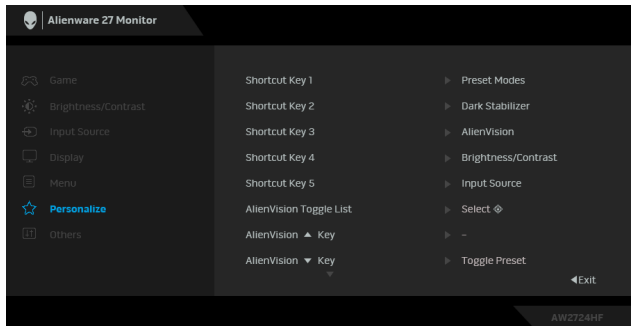 Alienware 27 Monitor
Game
Brightness/Contrast
Input Source
Display
Menu
Personalize
Others
Shortcut Key 1 Preset Modes
Shortcut Key 2 Dark Stabilizer
Shortcut Key 3 AlienVision
Shortcut Key 4 Brightness/Contrast
Shortcut Key 5 Input Source
AlienVision Toggle List Select
AlienVision ▲ Key ~
AlienVision ▼ Key Toggle Preset
◀Exit
AW2724HF